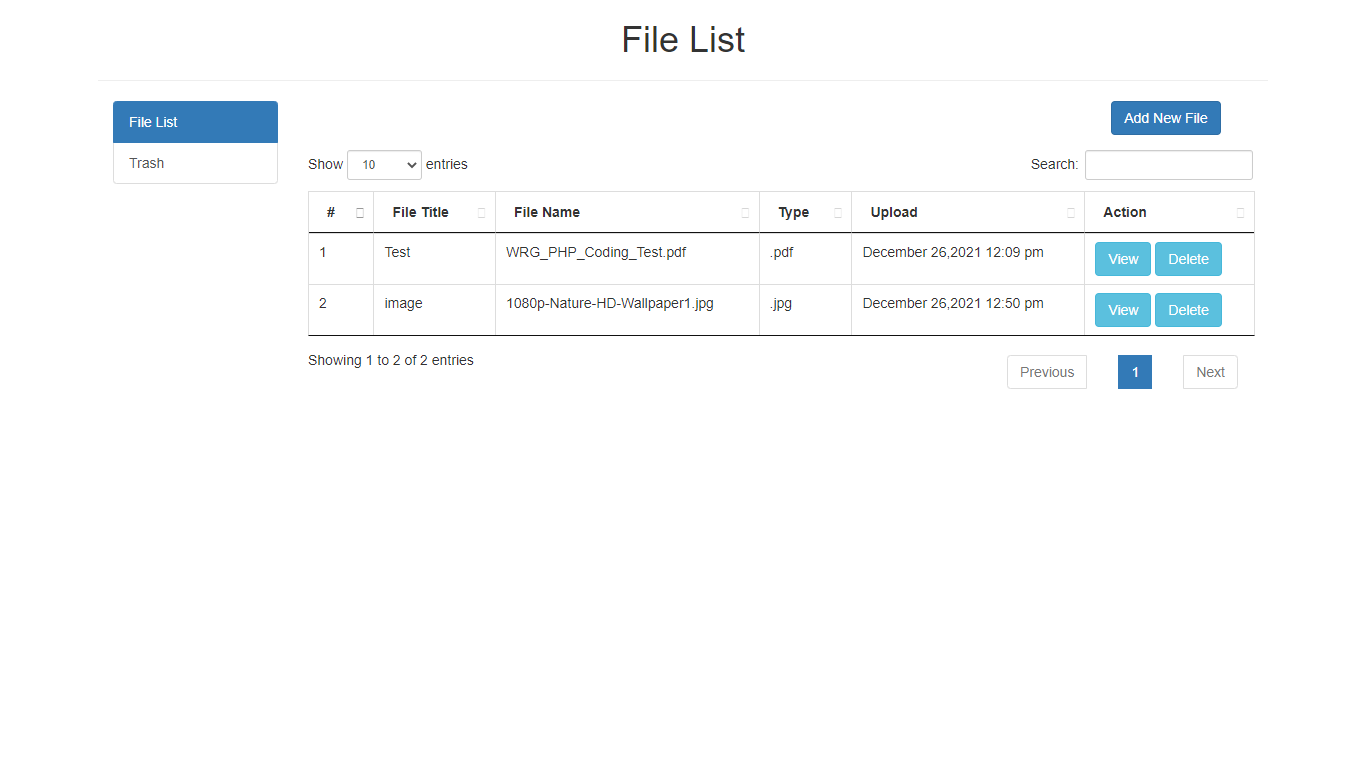 File List
File List
Trash
Add New File
Show 10 entries
Search:
# File Title File Name Type Upload Action
1 Test WRG_PHP_Coding_Test.pdf .pdf December 26,2021 12:09 pm View Delete
2 image 1080p-Nature-HD-Wallpaper1.jpg .jpg December 26,2021 12:50 pm View Delete
Showing 1 to 2 of 2 entries
Previous 1 Next